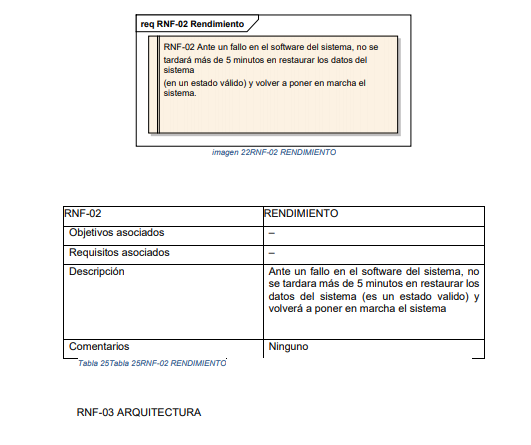 req RNF-02 Rendimiento
RNF-02 Ante un fallo en el software del sistema, no se
tardará más de 5 minutos en restaurar los datos del
sistema
(en un estado válido) y volver a poner en marcha el
sistema.
imagen 22RNF-02 RENDIMIENTO
RNF-02 RENDIMIENTO
Objetivos asociados –
Requisitos asociados –
Descripción Ante un fallo en el software del sistema, no
se tardara más de 5 minutos en restaurar los
datos del sistema (es un estado valido) y
volverá a poner en marcha el sistema
Comentarios Ninguno
Tabla 25Tabla 25RNF-02 RENDIMIENTO
RNF-03 ARQUITECTURA